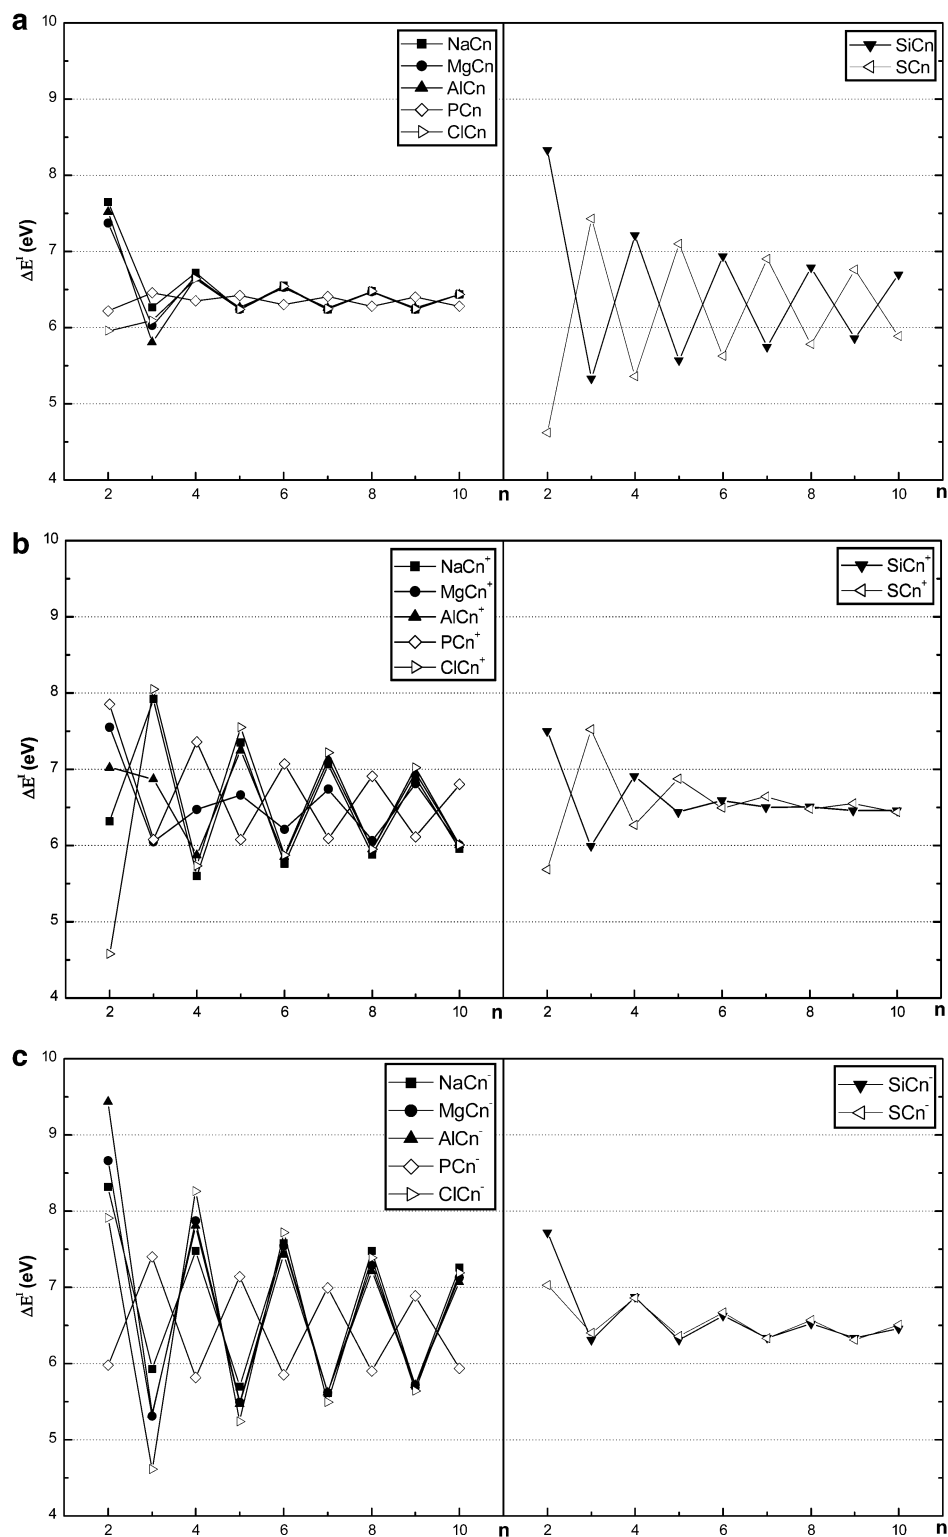 a
10
9
8
7
6
5
4
ΔEᴵ (eV)
NaCn
MgCn
AlCn
PCn
ClCn
SiCn
SCn
2 4 6 8 10 n 2 4 6 8 10 n
b
10
9
8
7
6
5
4
ΔEᴵ (eV)
NaCn⁺
MgCn⁺
AlCn⁺
PCn⁺
ClCn⁺
SiCn⁺
SCn⁺
2 4 6 8 10 n 2 4 6 8 10 n
c
10
9
8
7
6
5
4
ΔEᴵ (eV)
NaCn⁻
MgCn⁻
AlCn⁻
PCn⁻
ClCn⁻
SiCn⁻
SCn⁻
2 4 6 8 10 n 2 4 6 8 10 n